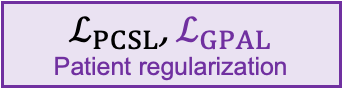 ℒPCSL, ℒGPAL
Patient regularization